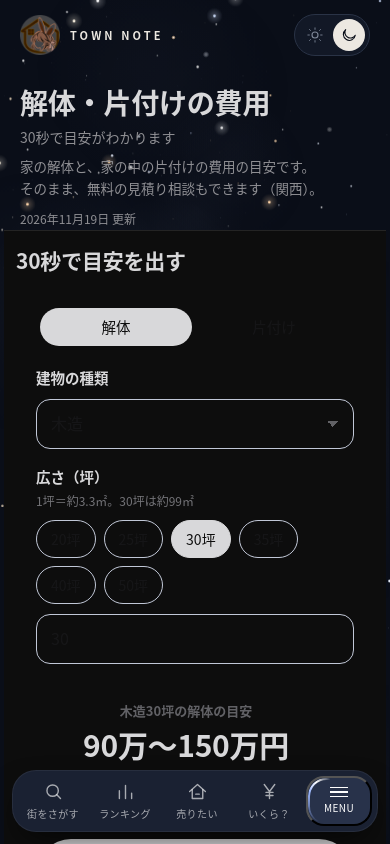 TOWN NOTE
解体・片付けの費用
30秒で目安がわかります
家の解体と、家の中の片付けの費用の目安です。
そのまま、無料の見積り相談もできます（関西）。
2026年11月19日 更新
30秒で目安を出す
解体 片付け
建物の種類
木造
広さ（坪）
1坪＝約3.3㎡。30坪は約99㎡
20坪 25坪 30坪 35坪
40坪 50坪
30
木造30坪の解体の目安
90万〜150万円
街をさがす ランキング 売りたい いくら？ MENU